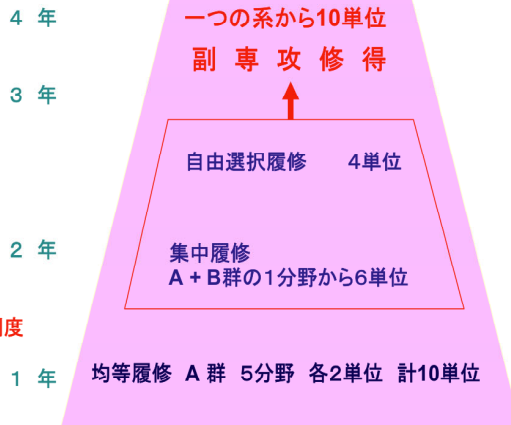 4 年
一つの系から10単位
副 専 攻 修 得
3 年
自由選択履修 4単位
2 年
集中履修
A + B群の1分野から6単位
度
1 年
均等履修 A 群 5分野 各2単位 計10単位